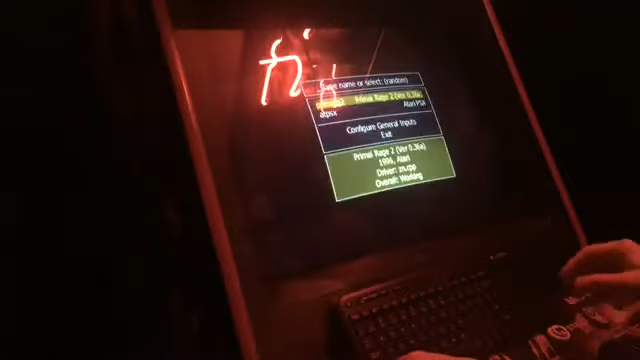 game name or select: (random)
Primal Rage 2 (Ver 0.36a)
atpsx Atari PSX
Configure General Inputs
Exit
Primal Rage 2 (Ver 0.36a)
1996, Atari
Driver: zn.cpp
Overall: Working